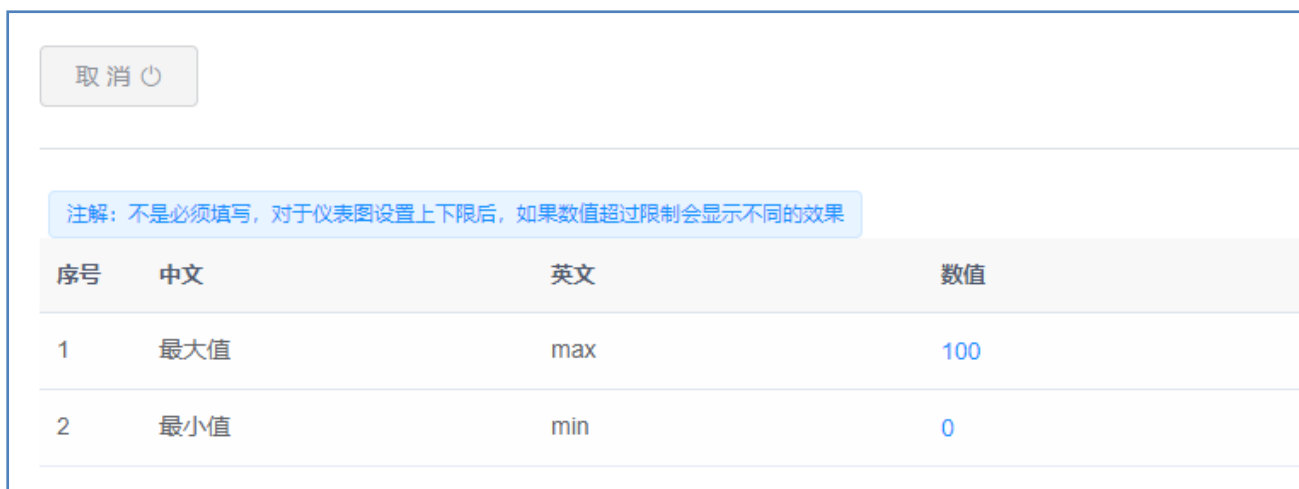 取 消
注解：不是必须填写，对于仪表图设置上下限后，如果数值超过限制会显示不同的效果
序号 中文 英文 数值
1 最大值 max 100
2 最小值 min 0